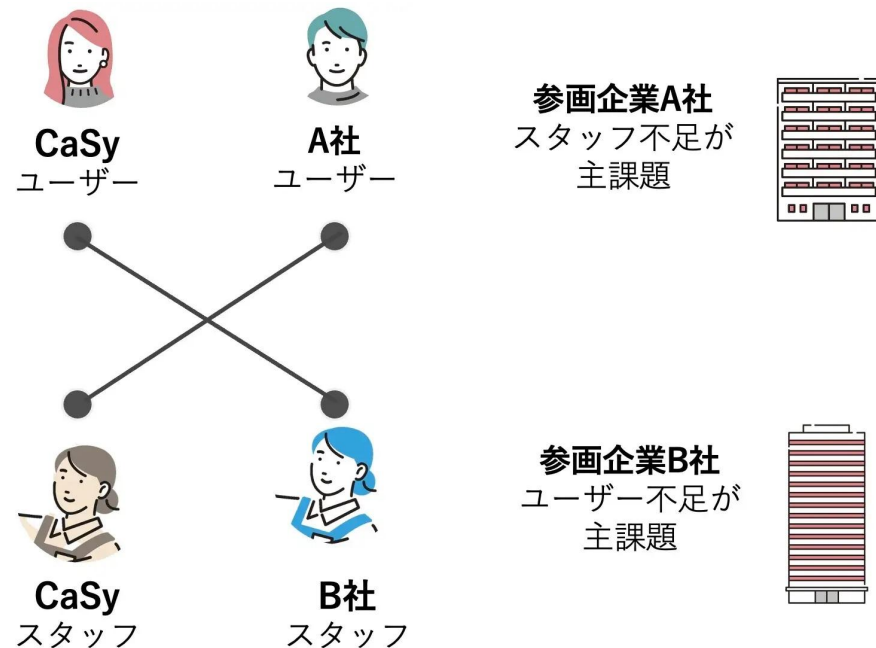 CaSy
ユーザー
A社
ユーザー
参画企業A社
スタッフ不足が
主課題
参画企業B社
ユーザー不足が
主課題
CaSy
スタッフ
B社
スタッフ